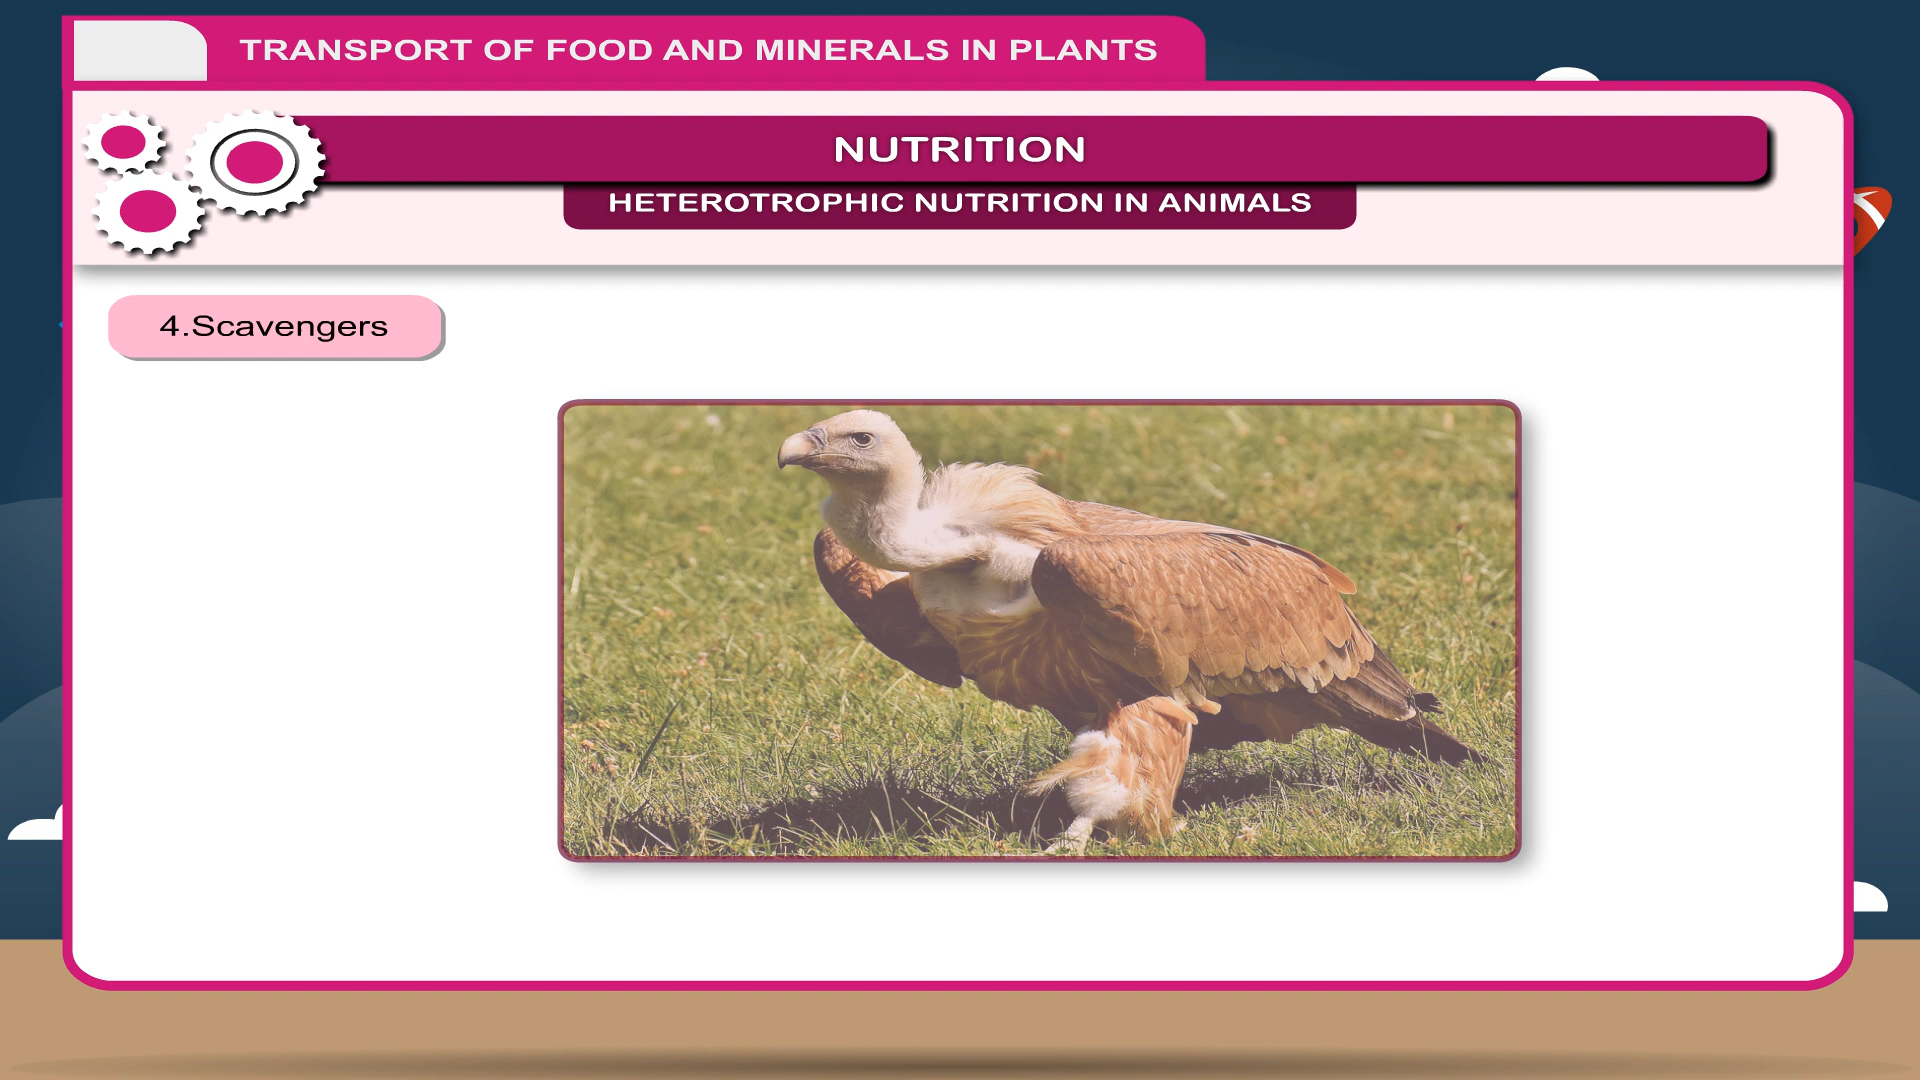 TRANSPORT OF FOOD AND MINERALS IN PLANTS
NUTRITION
HETEROTROPHIC NUTRITION IN ANIMALS
4.Scavengers